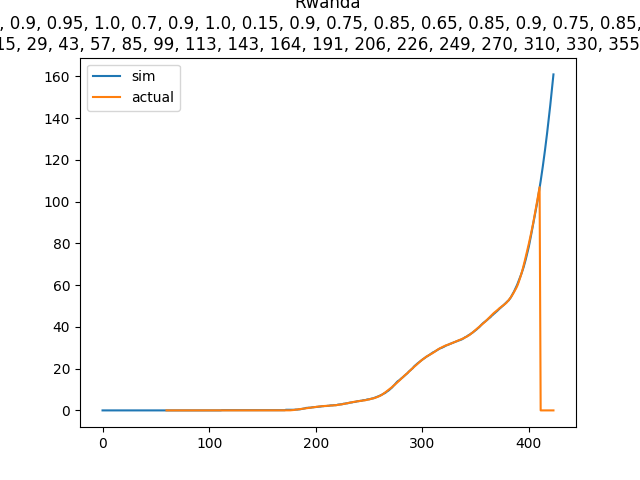 Rwanda
, 0.9, 0.95, 1.0, 0.7, 0.9, 1.0, 0.15, 0.9, 0.75, 0.85, 0.65, 0.85, 0.9, 0.75, 0.85,
15, 29, 43, 57, 85, 99, 113, 143, 164, 191, 206, 226, 249, 270, 310, 330, 355
sim
actual
160
140
120
100
80
60
40
20
0
0 100 200 300 400